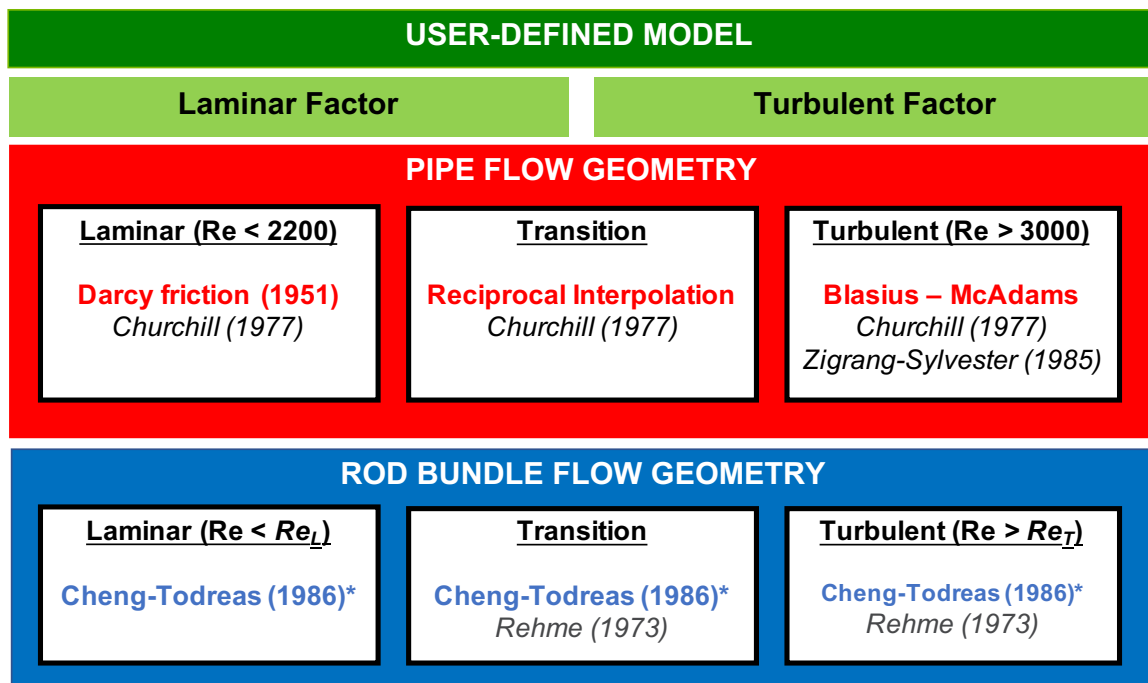 USER-DEFINED MODEL
Laminar Factor
Turbulent Factor
PIPE FLOW GEOMETRY
Laminar (Re < 2200)
Darcy friction (1951)
Churchill (1977)
Transition
Reciprocal Interpolation
Churchill (1977)
Turbulent (Re > 3000)
Blasius – McAdams
Churchill (1977)
Zigrang-Sylvester (1985)
ROD BUNDLE FLOW GEOMETRY
Laminar (Re < Re_L)
Cheng-Todreas (1986)*
Transition
Cheng-Todreas (1986)*
Rehme (1973)
Turbulent (Re > Re_T)
Cheng-Todreas (1986)*
Rehme (1973)